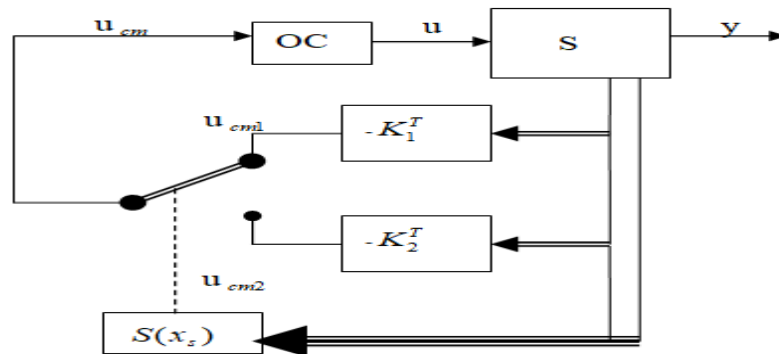 u_cm OC u S y
u_cm1 -K_1^T
-K_2^T
u_cm2
S(x_s)